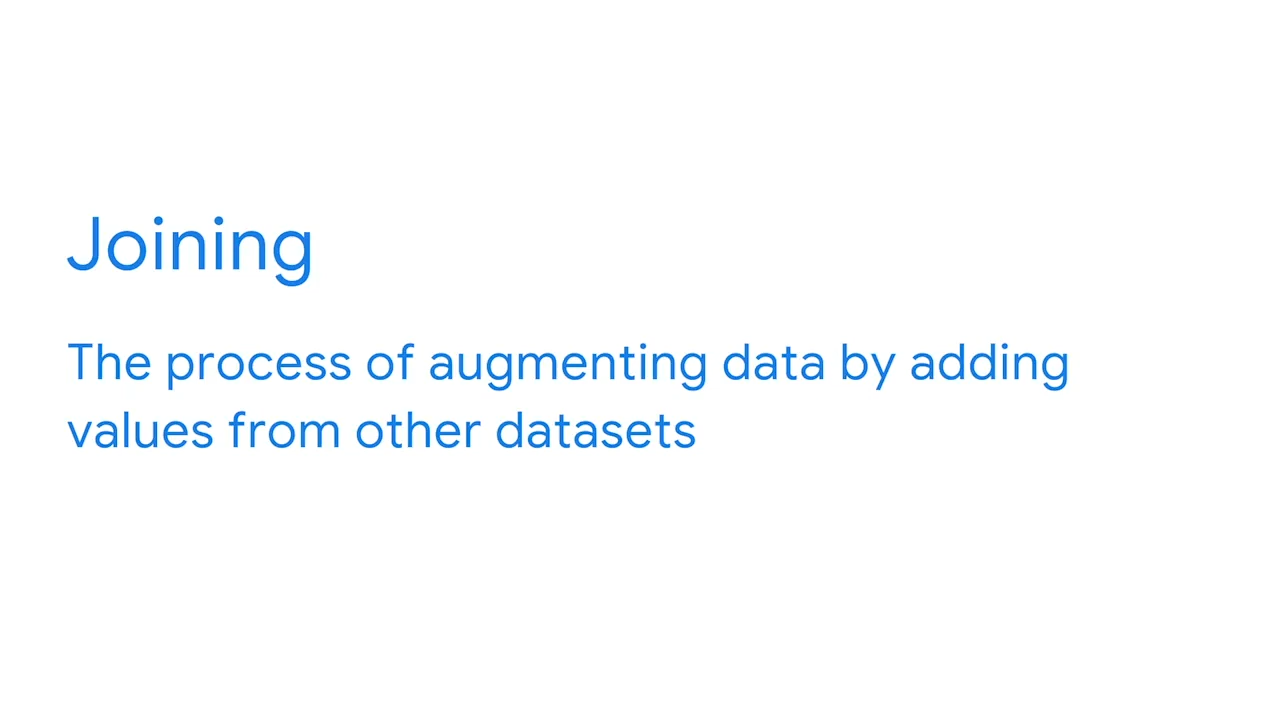 Joining
The process of augmenting data by adding
values from other datasets